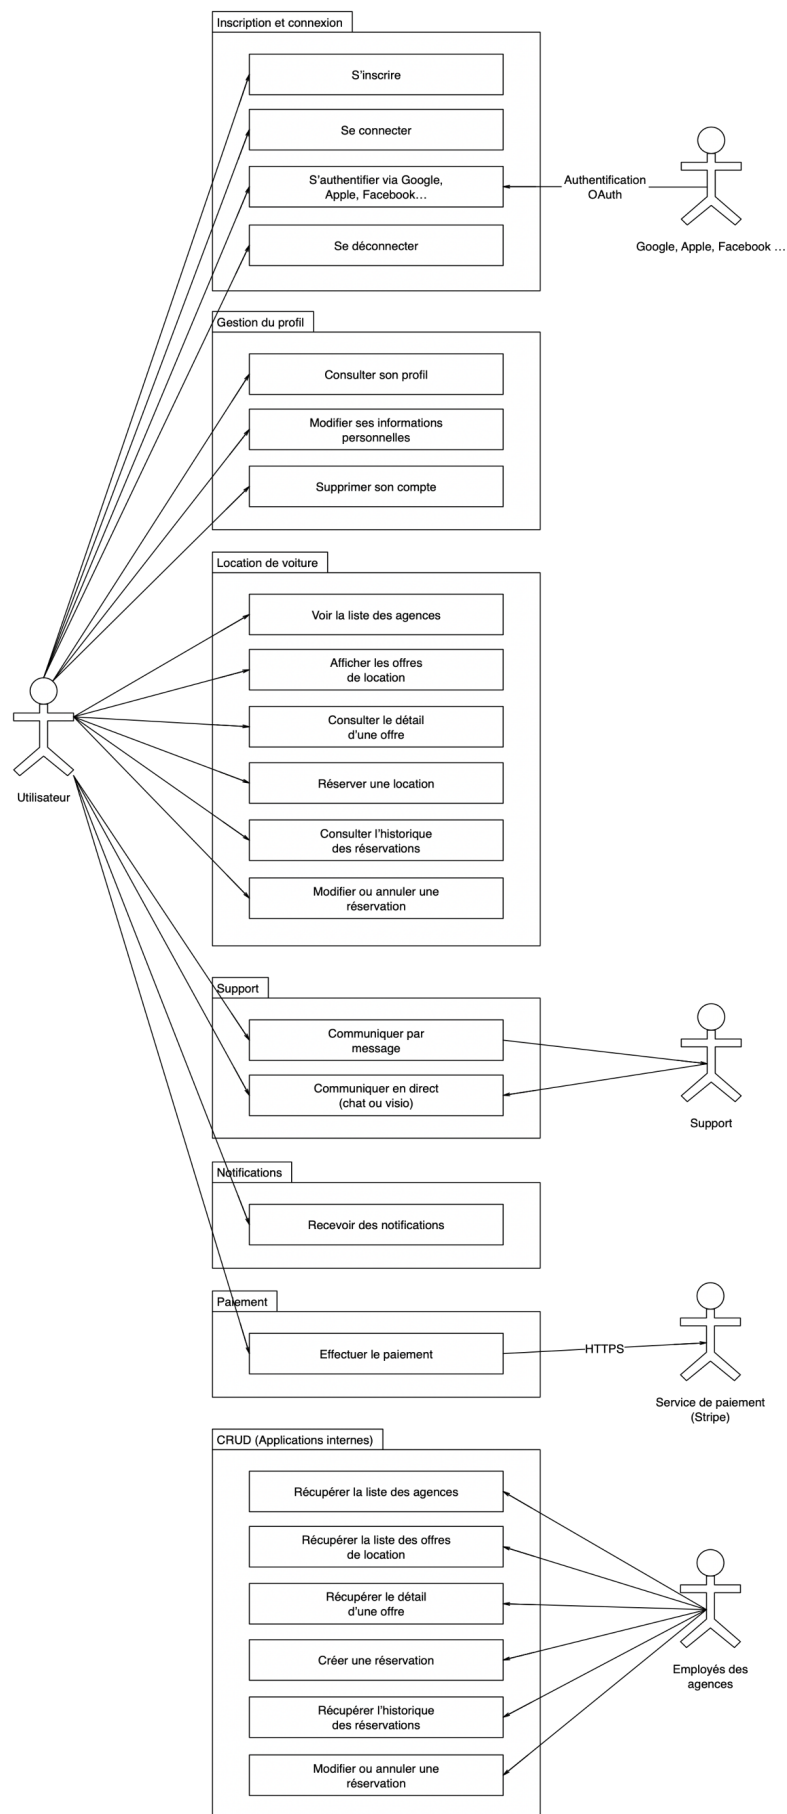 Inscription et connexion
S'inscrire
Se connecter
S'authentifier via Google,
Apple, Facebook…
Authentification
OAuth
Google, Apple, Facebook …
Se déconnecter
Gestion du profil
Consulter son profil
Modifier ses informations
personnelles
Supprimer son compte
Location de voiture
Voir la liste des agences
Afficher les offres
de location
Consulter le détail
d'une offre
Réserver une location
Consulter l'historique
des réservations
Modifier ou annuler une
réservation
Utilisateur
Support
Communiquer par
message
Communiquer en direct
(chat ou visio)
Support
Notifications
Recevoir des notifications
Paiement
Effectuer le paiement
HTTPS
Service de paiement
(Stripe)
CRUD (Applications internes)
Récupérer la liste des agences
Récupérer la liste des offres
de location
Récupérer le détail
d'une offre
Créer une réservation
Récupérer l'historique
des réservations
Modifier ou annuler une
réservation
Employés des
agences